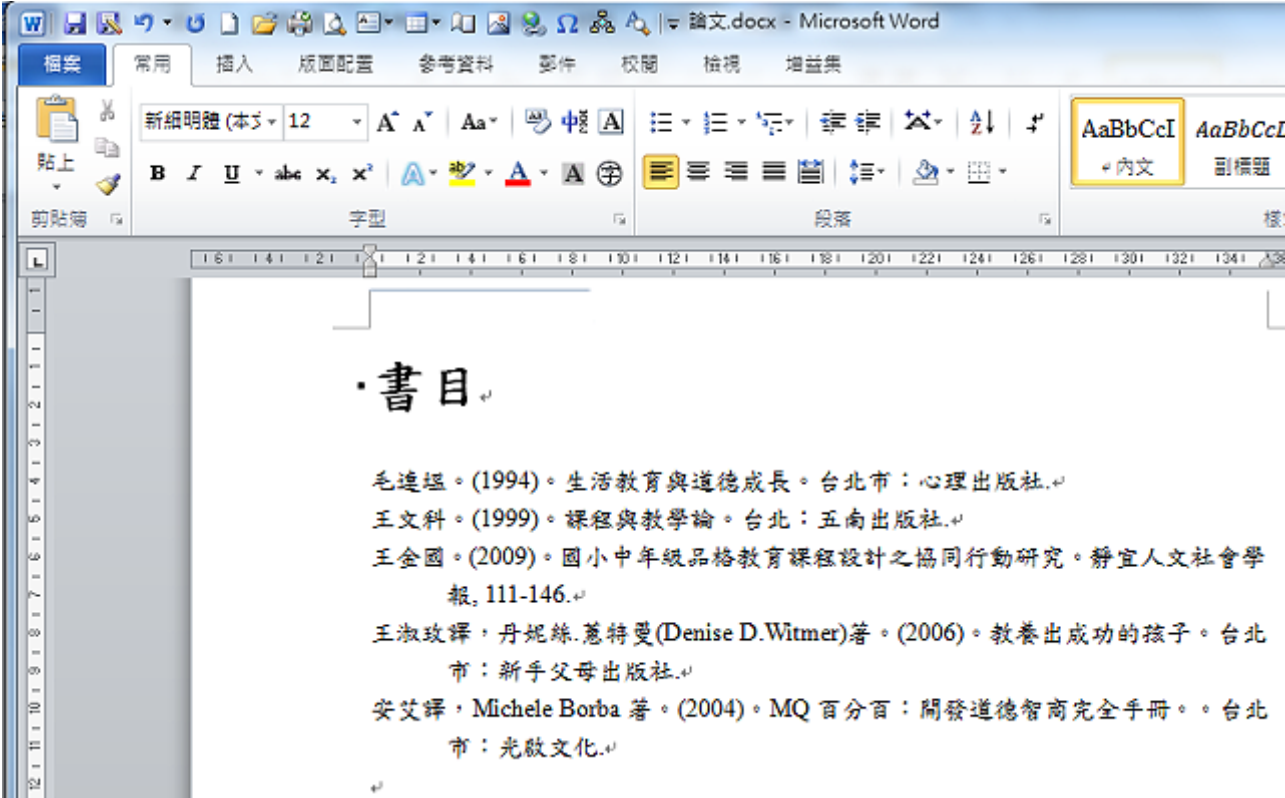 論文.docx - Microsoft Word
檔案 常用 插入 版面配置 參考資料 郵件 校閱 檢視 增益集
貼上
新細明體 (本文 12
AaBbCcI AaBbCcI
內文 副標題
剪貼簿 字型 段落
書目
毛連塭。(1994)。生活教育與道德成長。台北市:心理出版社.
王文科。(1999)。課程與教學論。台北:五南出版社.
王金國。(2009)。國小中年級品格教育課程設計之協同行動研究。靜宜人文社會學
報, 111-146.
王淑玫譯,丹妮絲.蕙特曼(Denise D.Witmer)著。(2006)。教養出成功的孩子。台北
市:新手父母出版社.
安艾譯,Michele Borba 著。(2004)。MQ 百分百:開發道德智商完全手冊。。台北
市:光啟文化.